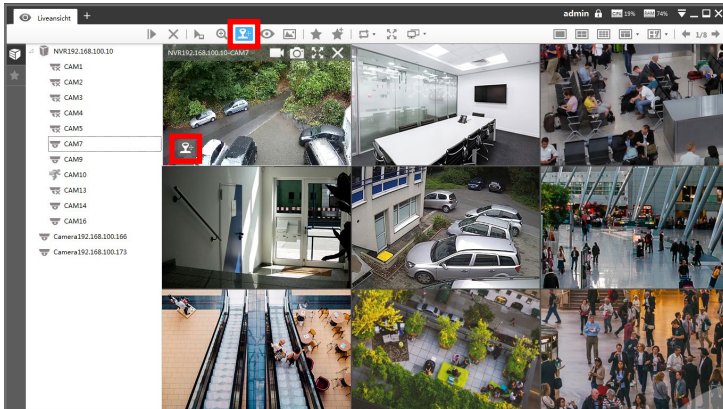 Liveansicht +
admin CPU 19% RAM 74%
1/8
NVR192.168.100.10
CAM1
CAM2
CAM3
CAM4
CAM5
CAM7
CAM9
CAM10
CAM13
CAM14
CAM16
Camera192.168.100.166
Camera192.168.100.173
NVR192.168.100.10-CAM7